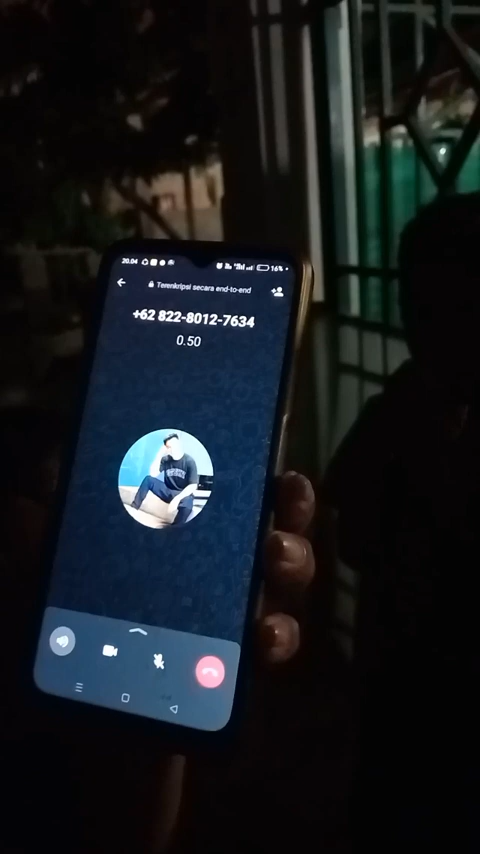 20.04 16%
Terenkripsi secara end-to-end
+62 822-8012-7634
0.50